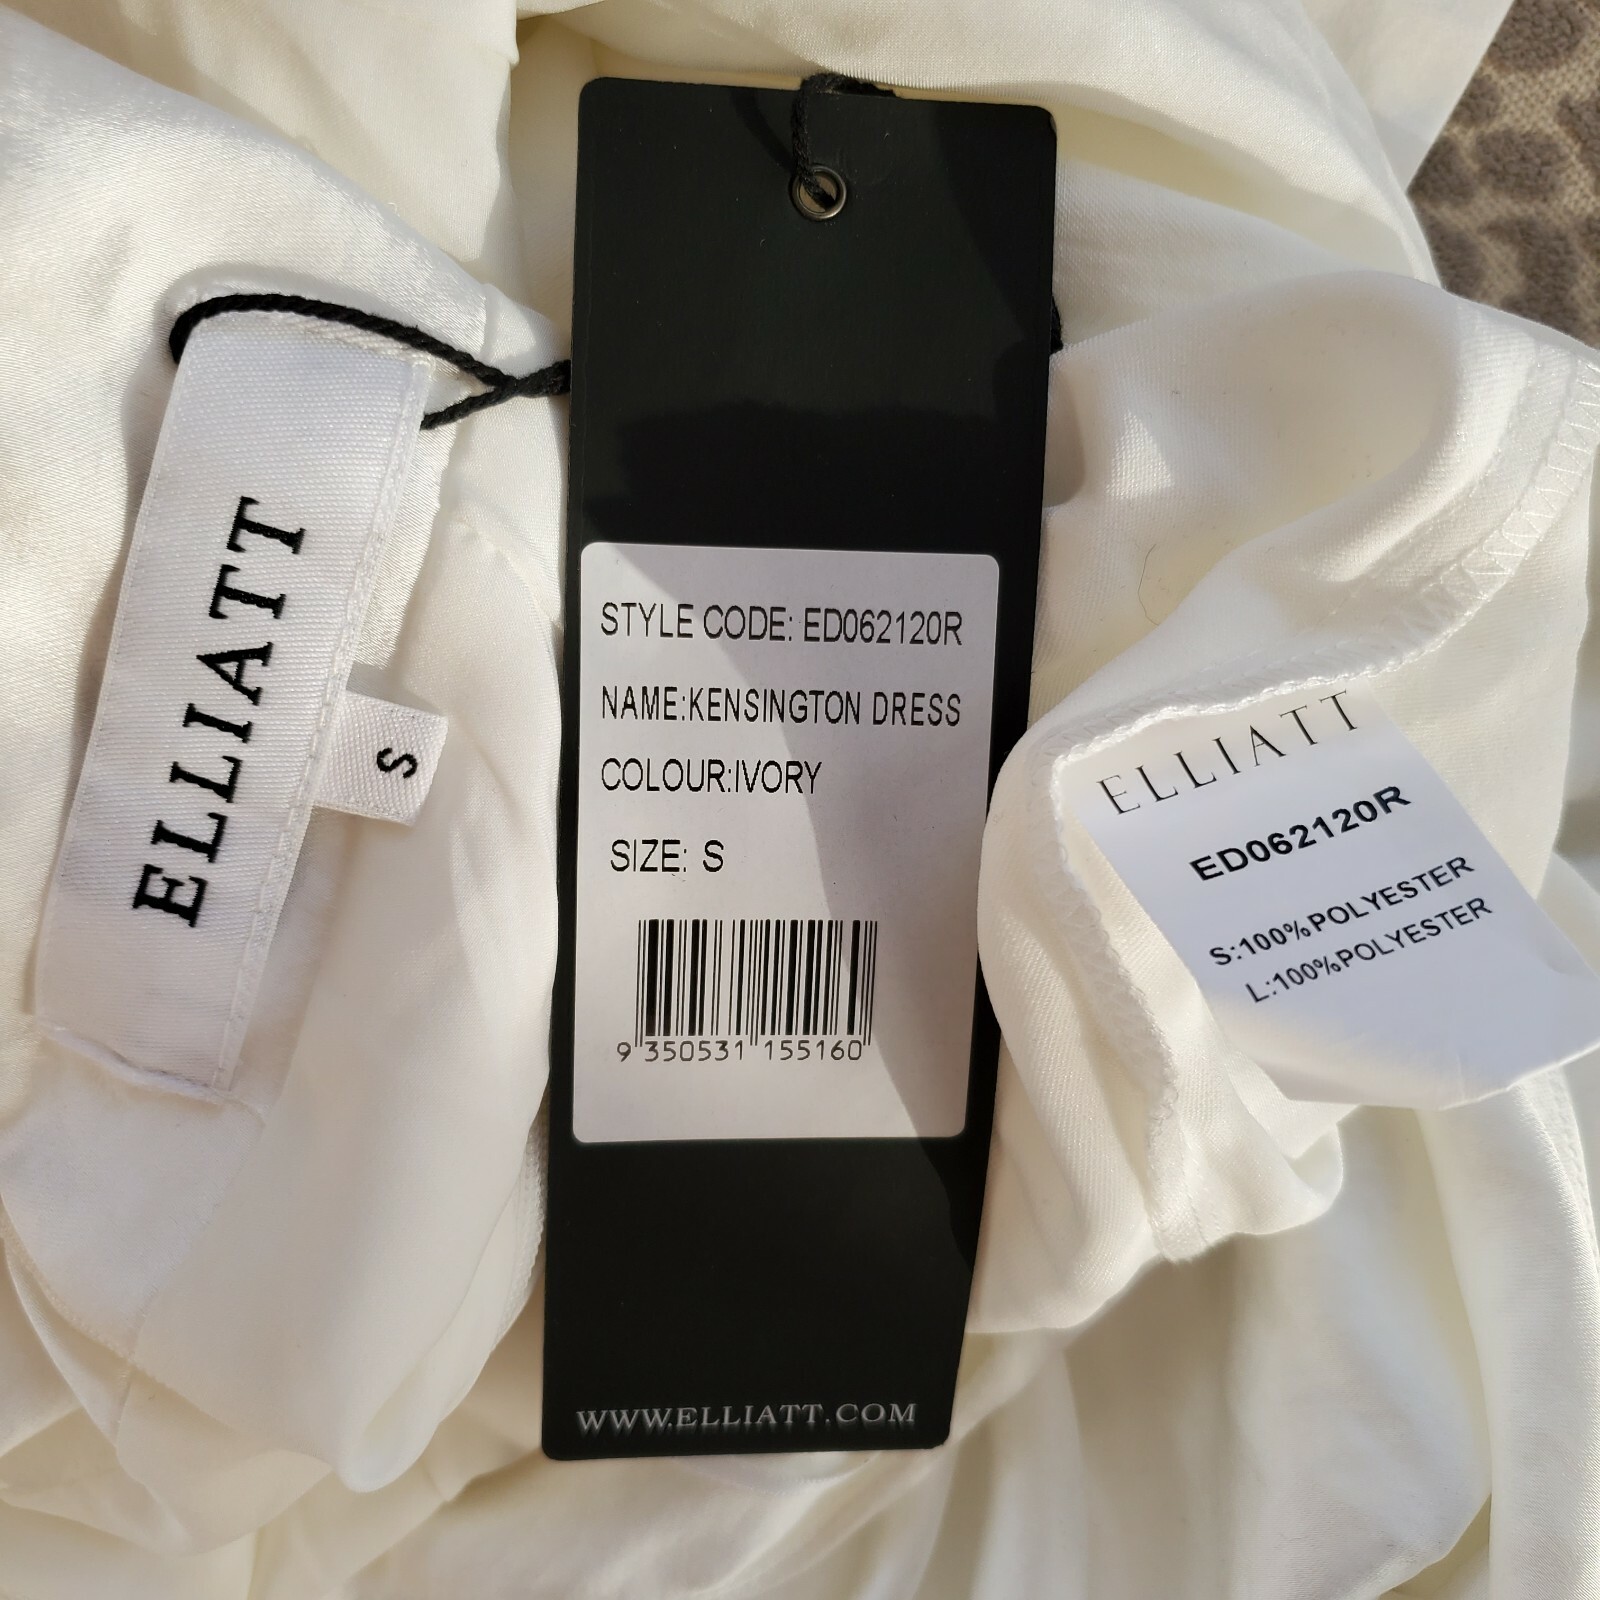 ELLIATT
S
STYLE CODE: ED062120R
NAME:KENSINGTON DRESS
COLOUR:IVORY
SIZE: S
9 350531 155160
WWW.ELLIATT.COM
ELLIATT
ED062120R
S:100%POLYESTER
L:100%POLYESTER